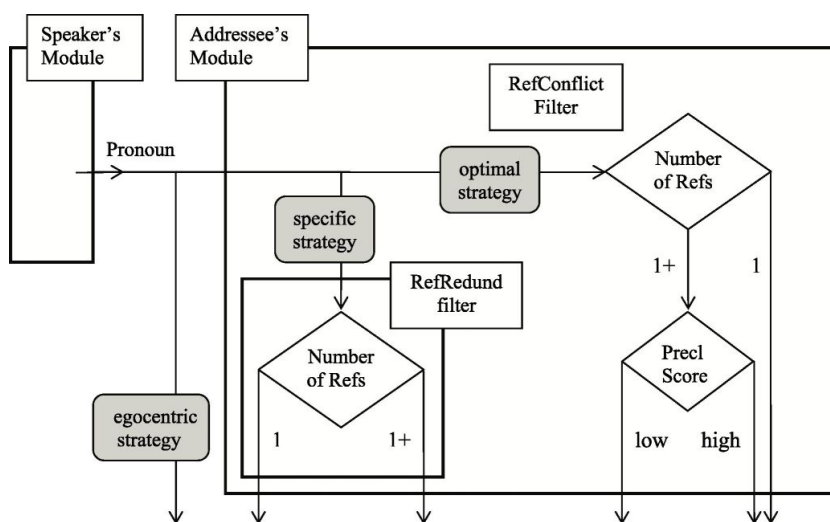 Speaker's
Module
Addressee's
Module
RefConflict
Filter
Pronoun
optimal
strategy
Number
of Refs
specific
strategy
1+
1
RefRedund
filter
Number
of Refs
Precl
Score
egocentric
strategy
1
1+
low
high